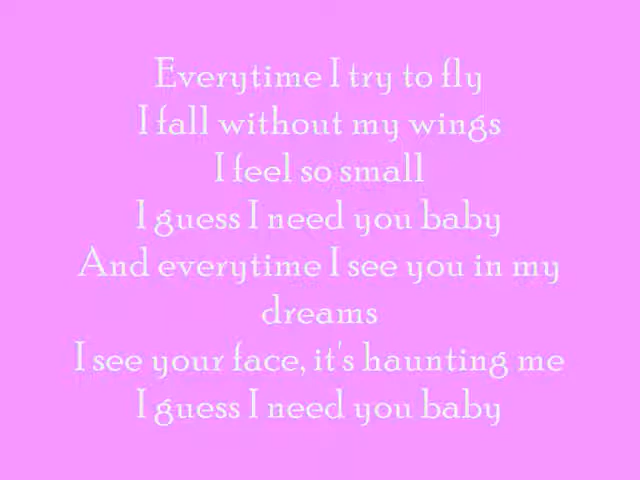 Everytime I try to fly
I fall without my wings
I feel so small
I guess I need you baby
And everytime I see you in my
dreams
I see your face, it's haunting me
I guess I need you baby